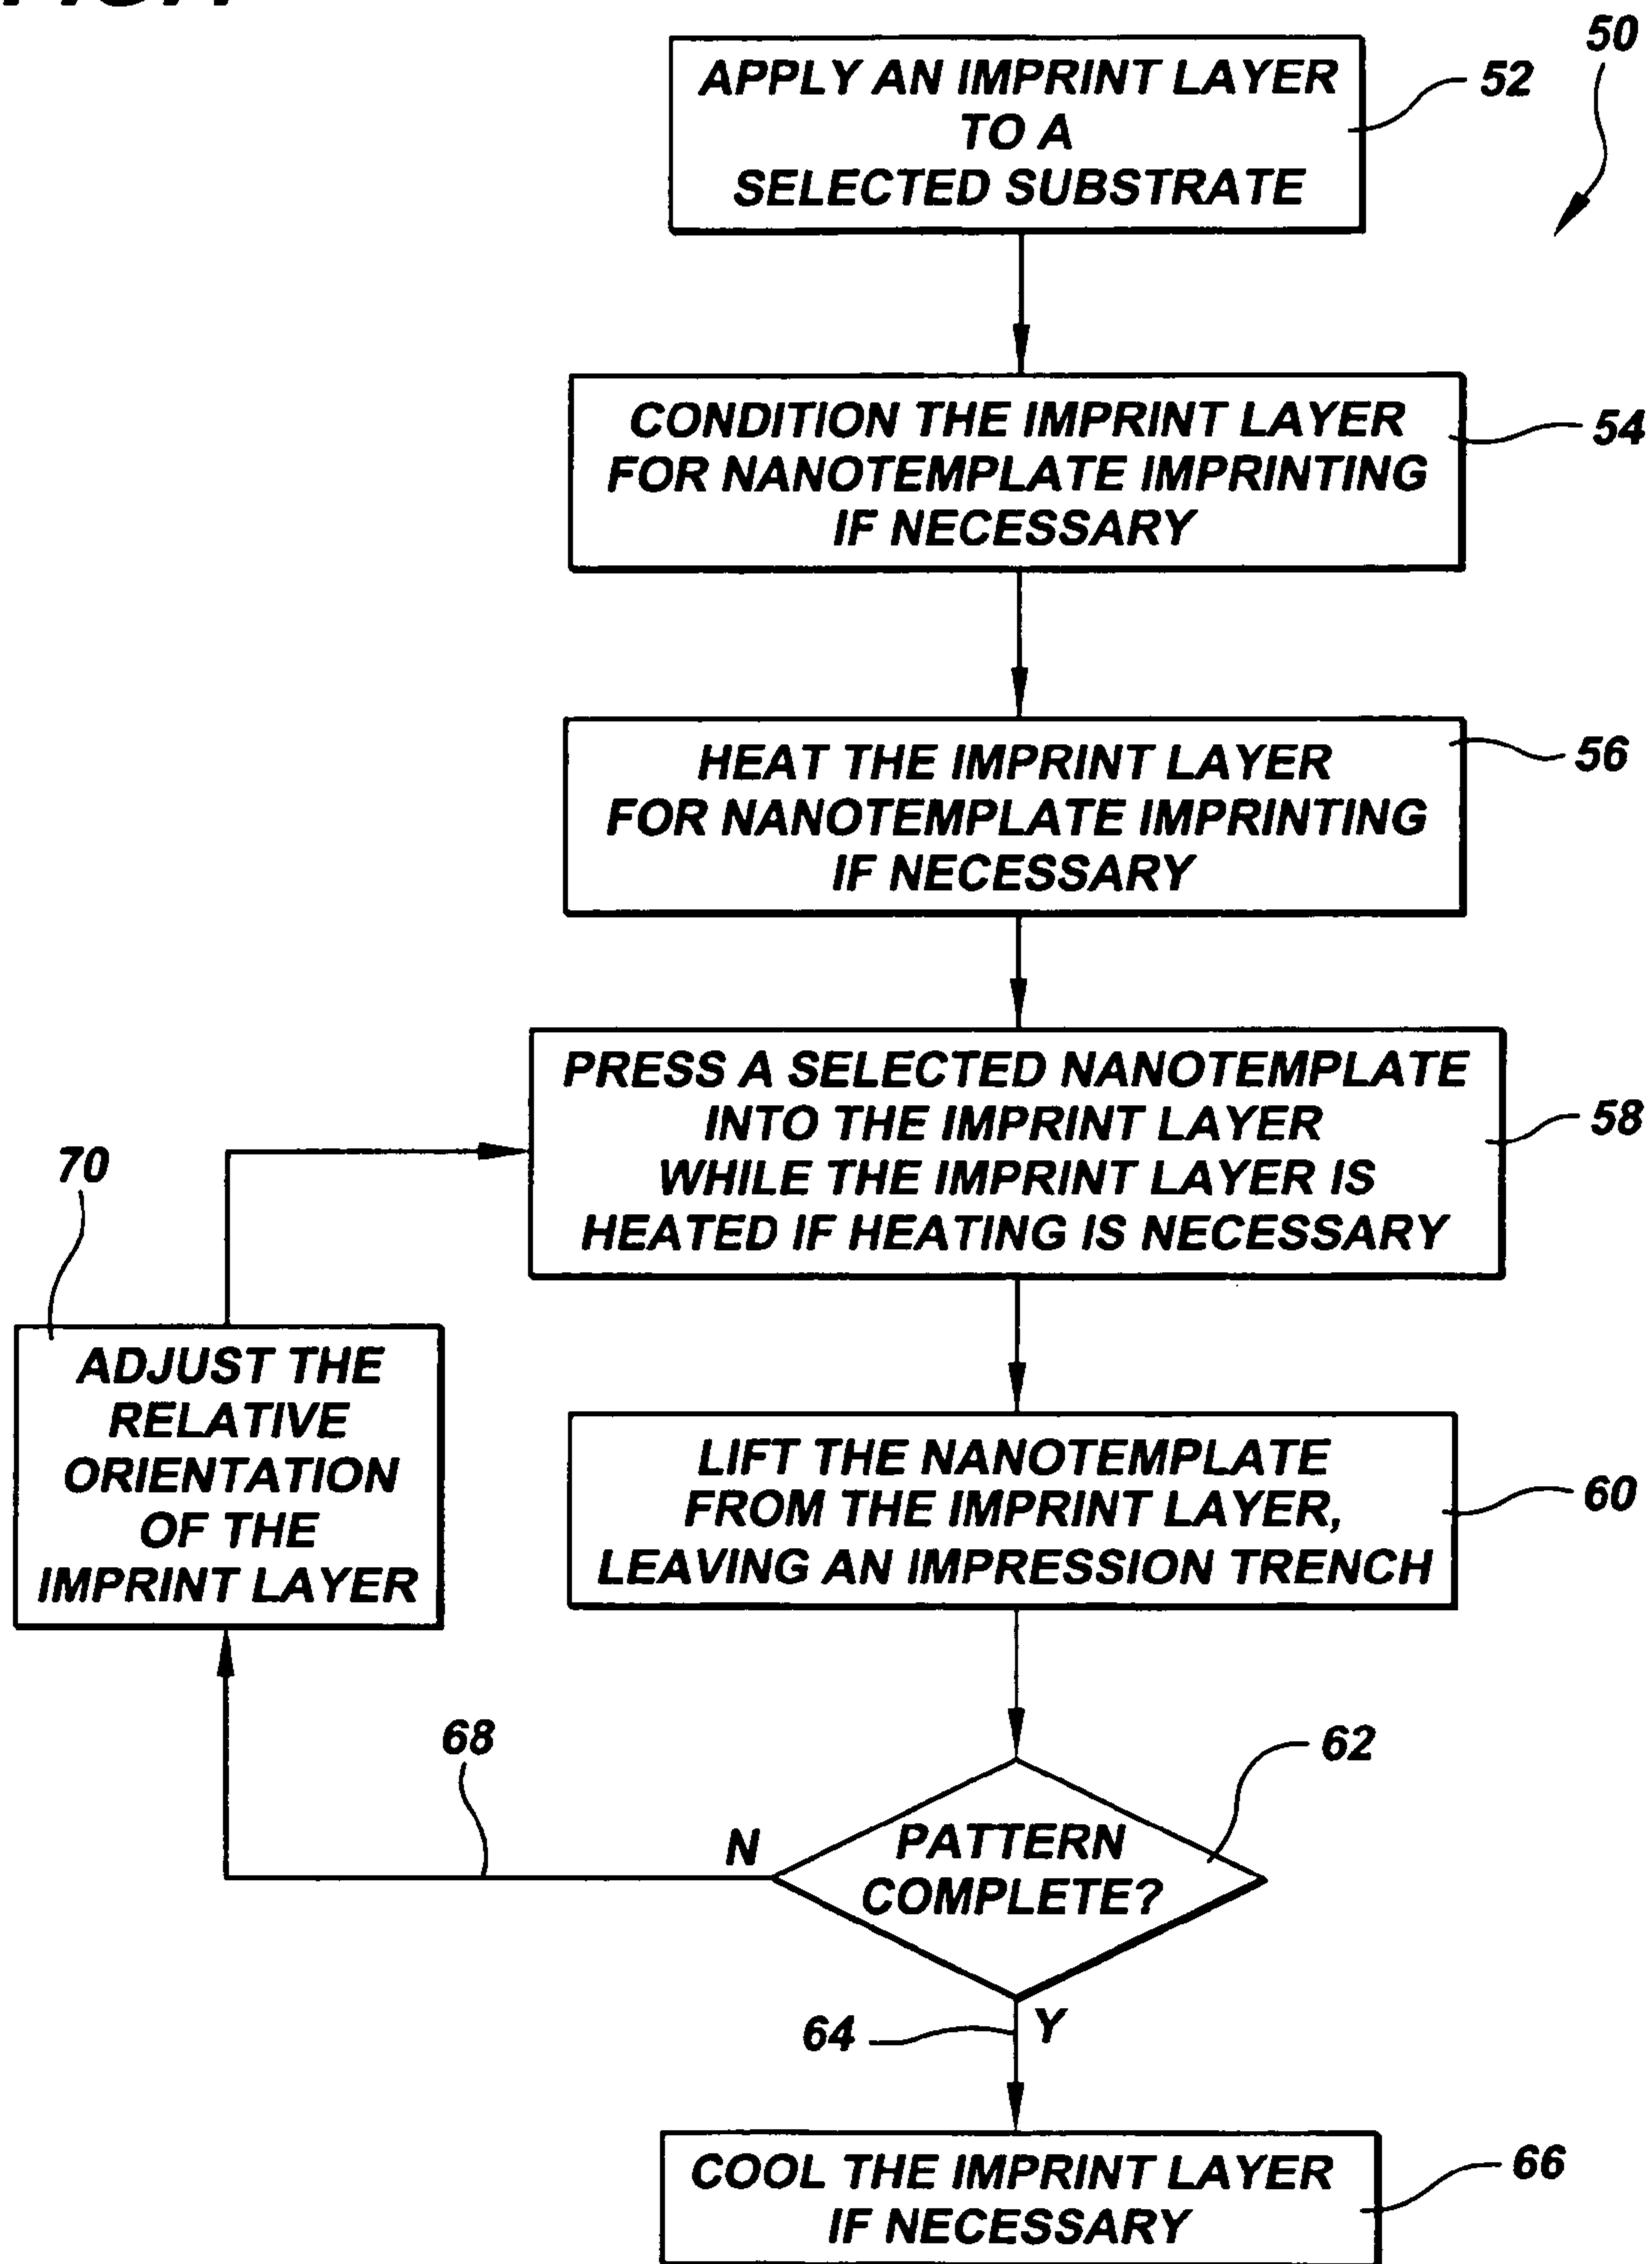 50
APPLY AN IMPRINT LAYER
TO A
SELECTED SUBSTRATE
52
CONDITION THE IMPRINT LAYER
FOR NANOTEMPLATE IMPRINTING
IF NECESSARY
54
HEAT THE IMPRINT LAYER
FOR NANOTEMPLATE IMPRINTING
IF NECESSARY
56
PRESS A SELECTED NANOTEMPLATE
INTO THE IMPRINT LAYER
WHILE THE IMPRINT LAYER IS
HEATED IF HEATING IS NECESSARY
58
70
ADJUST THE
RELATIVE
ORIENTATION
OF THE
IMPRINT LAYER
LIFT THE NANOTEMPLATE
FROM THE IMPRINT LAYER,
LEAVING AN IMPRESSION TRENCH
60
68
62
N
PATTERN
COMPLETE?
64
Y
COOL THE IMPRINT LAYER
IF NECESSARY
66